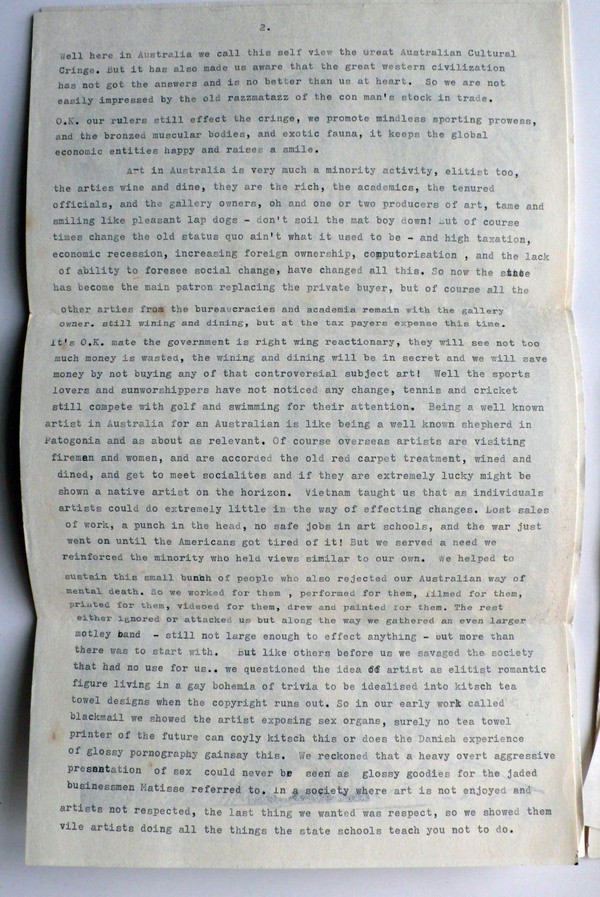 2.
Well here in Australia we call this self view the Great Australian Cultural
Cringe. But it has also made us aware that the great western civilization
has not got the answers and is no better than us at heart.  So we are not
easily impressed by the old razzmatazz of the con man's stock in trade.
O.K. our rulers still effect the cringe, we promote mindless sporting prowess,
and the bronzed muscular bodies, and exotic fauna, it keeps the global
economic entities happy and raises a smile.
Art in Australia is very much a minority activity, elitist too,
the arties wine and dine, they are the rich, the academics, the tenured
officials, and the gallery owners, oh and one or two producers of art, tame and
smiling like pleasant lap dogs - don't soil the mat boy down! But of course
times change the old status quo ain't what it used to be - and high taxation,
economic recession, increasing foreign ownership, computorisation , and the lack
of ability to foresee social change, have changed all this. So now the state
has become the main patron replacing the private buyer, but of course all the
other arties from the bureaucracies and academia remain with the gallery
owner. still wining and dining, but at the tax payers expense this time.
It's O.K. mate the government is right wing reactionary, they will see not too
much money is wasted, the wining and dining will be in secret and we will save
money by not buying any of that controversial subject art!  Well the sports
lovers and sunworshippers have not noticed any change, tennis and cricket
still compete with golf and swimming for their attention.  Being a well known
artist in Australia for an Australian is like being a well known shepherd in
Patogonia and as about as relevant. Of course overseas artists are visiting
firemen and women, and are accorded the old red carpet treatment, wined and
dined, and get to meet socialites and if they are extremely lucky might be
shown a native artist on the horizon.  Vietnam taught us that as individuals
artists could do extremely little in the way of effecting changes. Lost sales
of work, a punch in the head, no safe jobs in art schools, and the war just
went on until the Americans got tired of it! But we served a need we
reinforced the minority who held views similar to our own.  We helped to
sustain this small bunch of people who also rejected our Australian way of
mental death. So we worked for them , performed for them, filmed for them,
printed for them, videoed for them, drew and painted for them. The rest
either ignored or attacked us but along the way we gathered an even larger
motley band  - still not large enough to effect anything - but more than
there was to start with.   But like others before us we savaged the society
that had no use for us.. we questioned the idea of artist as elitist romantic
figure living in a gay bohemia of trivia to be idealised into kitsch tea
towel designs when the copyright runs out. So in our early work called
blackmail we showed the artist exposing sex organs, surely no tea towel
printer of the future can coyly kitsch this or does the Danish experience
of glossy pornography gainsay this.  We reckoned that a heavy overt aggressive
presentation  of sex  could never be  seen as  glossy goodies for the jaded
businessmen Matisse referred to. In a society where art is not enjoyed and
artists not respected, the last thing we wanted was respect, so we showed them
vile artists doing all the things the state schools teach you not to do.